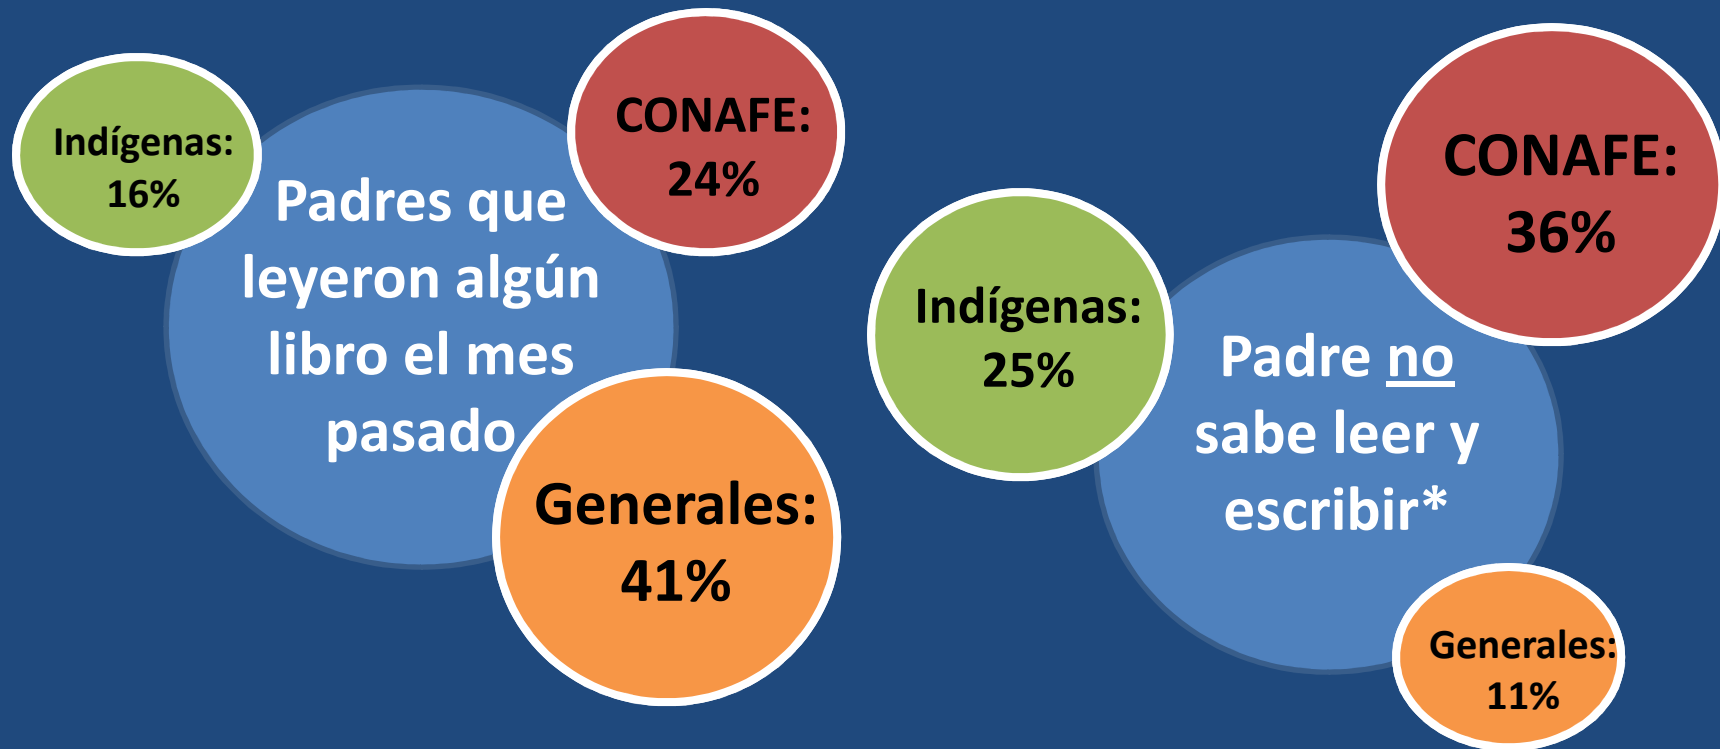 Indígenas:
16%
CONAFE:
24%
Padres que
leyeron algún
libro el mes
pasado
Generales:
41%
Indígenas:
25%
CONAFE:
36%
Padre no
sabe leer y
escribir*
Generales:
11%